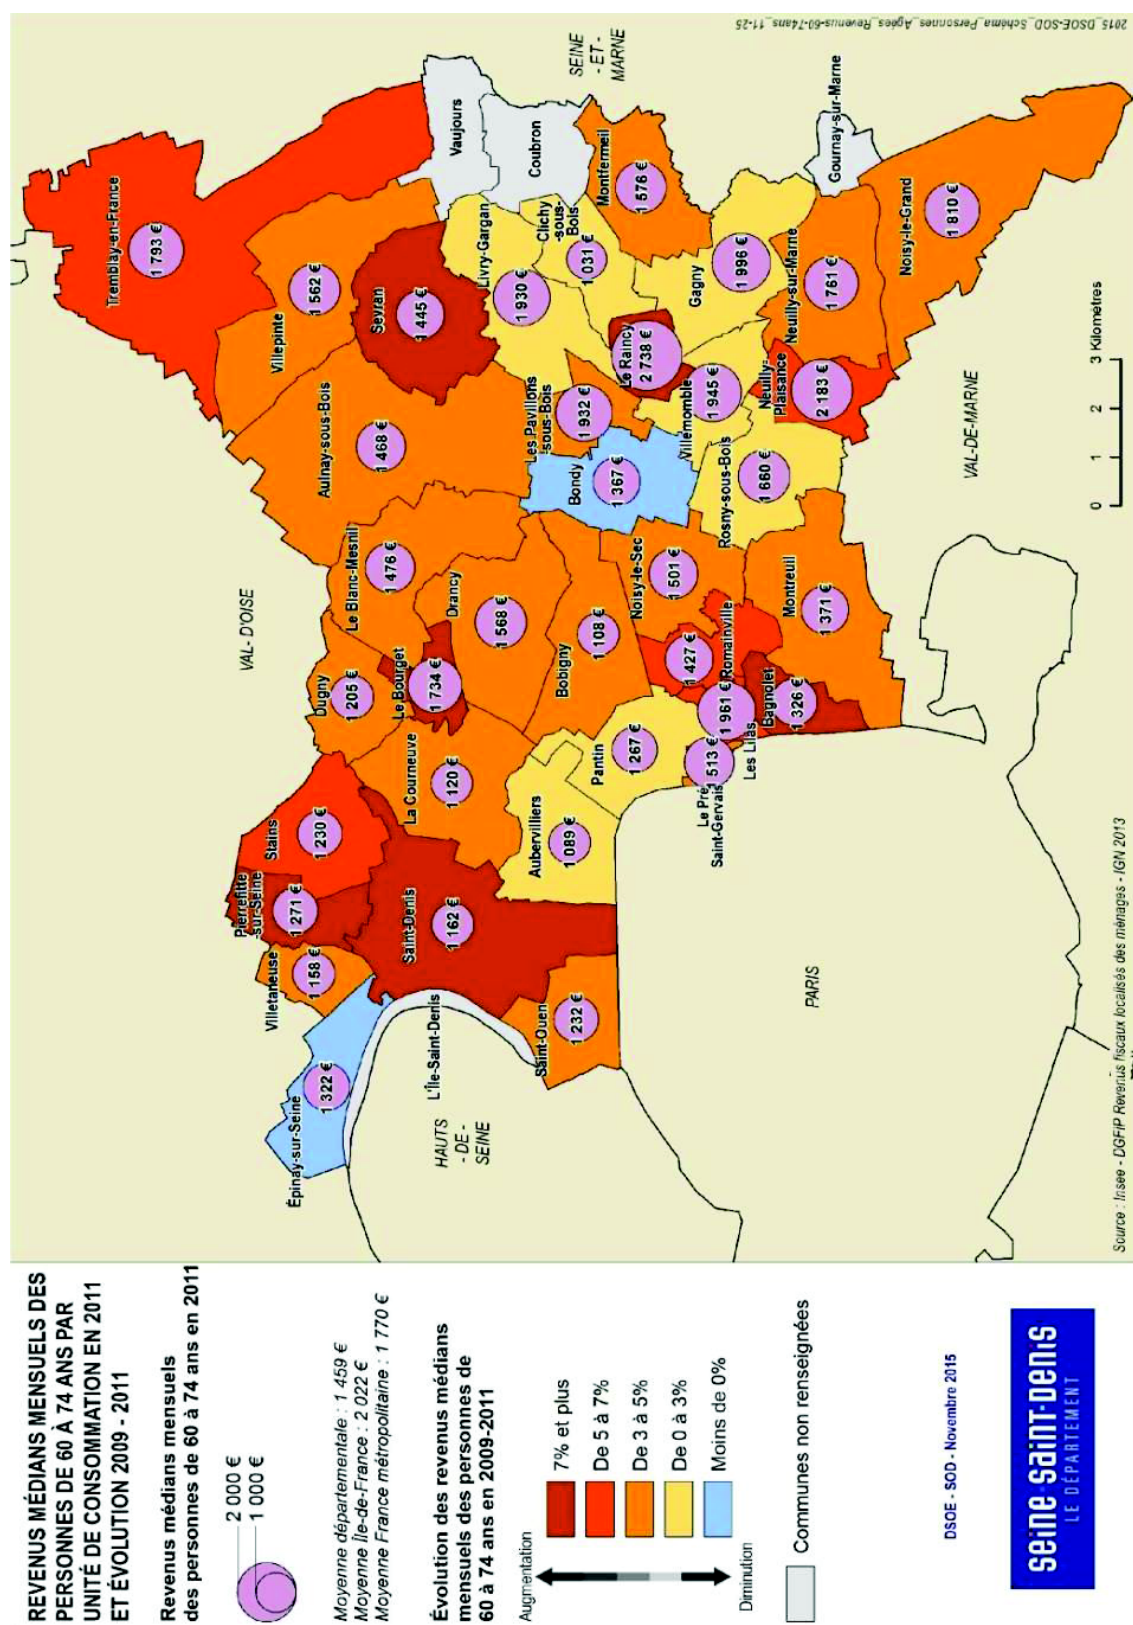 REVENUS MÉDIANS MENSUELS DES
PERSONNES DE 60 À 74 ANS PAR
UNITÉ DE CONSOMMATION EN 2011
ET ÉVOLUTION 2009 - 2011
Revenus médians mensuels
des personnes de 60 à 74 ans en 2011
2 000 €
1 000 €
Moyenne départementale : 1 459 €
Moyenne Île-de-France : 2 022 €
Moyenne France métropolitaine : 1 770 €
Évolution des revenus médians
mensuels des personnes de
60 à 74 ans en 2009-2011
Augmentation
7% et plus
De 5 à 7%
De 3 à 5%
De 0 à 3%
Moins de 0%
Diminution
Communes non renseignées
DSOE - SOD - Novembre 2015
seine-saint-denis
LE DÉPARTEMENT
Épinay-sur-Seine
1 322 €
Villetaneuse
1 158 €
Pierrefitte
-sur-Seine
1 271 €
Stains
1 230 €
Saint-Denis
1 162 €
L'Île-Saint-Denis
Saint-Ouen
1 232 €
HAUTS
- DE -
SEINE
PARIS
Aubervilliers
1 089 €
La Courneuve
1 120 €
Dugny
1 205 €
Le Bourget
1 734 €
Le Blanc-Mesnil
1 476 €
Drancy
1 568 €
Bobigny
1 108 €
Pantin
1 267 €
Le Pré
Saint-Gervais
1 513 €
Les Lilas
1 961 €
Romainville
1 427 €
Bagnolet
1 326 €
Montreuil
1 371 €
Noisy-le-Sec
1 501 €
VAL- D'OISE
Aulnay-sous-Bois
1 468 €
Villepinte
1 562 €
Tremblay-en-France
1 793 €
Sevran
1 445 €
Bondy
1 367 €
Les Pavillons
-sous-Bois
1 932 €
Livry-Gargan
1 930 €
Clichy
-sous-
Bois
1 031 €
Vaujours
Coubron
Montfermeil
1 576 €
Le Raincy
2 738 €
Villemomble
1 945 €
Gagny
1 996 €
Rosny-sous-Bois
1 660 €
Neuilly-
Plaisance
2 183 €
Neuilly-sur-Marne
1 761 €
Gournay-sur-Marne
Noisy-le-Grand
1 810 €
SEINE
- ET -
MARNE
VAL-DE-MARNE
0 1 2 3 Kilomètres
Source : Insee - DGFiP Revenus fiscaux localisés des ménages - IGN 2013
2015_DSOE-SOD_Schéma_Personnes_Agées_Revenus-60-74ans_11-25